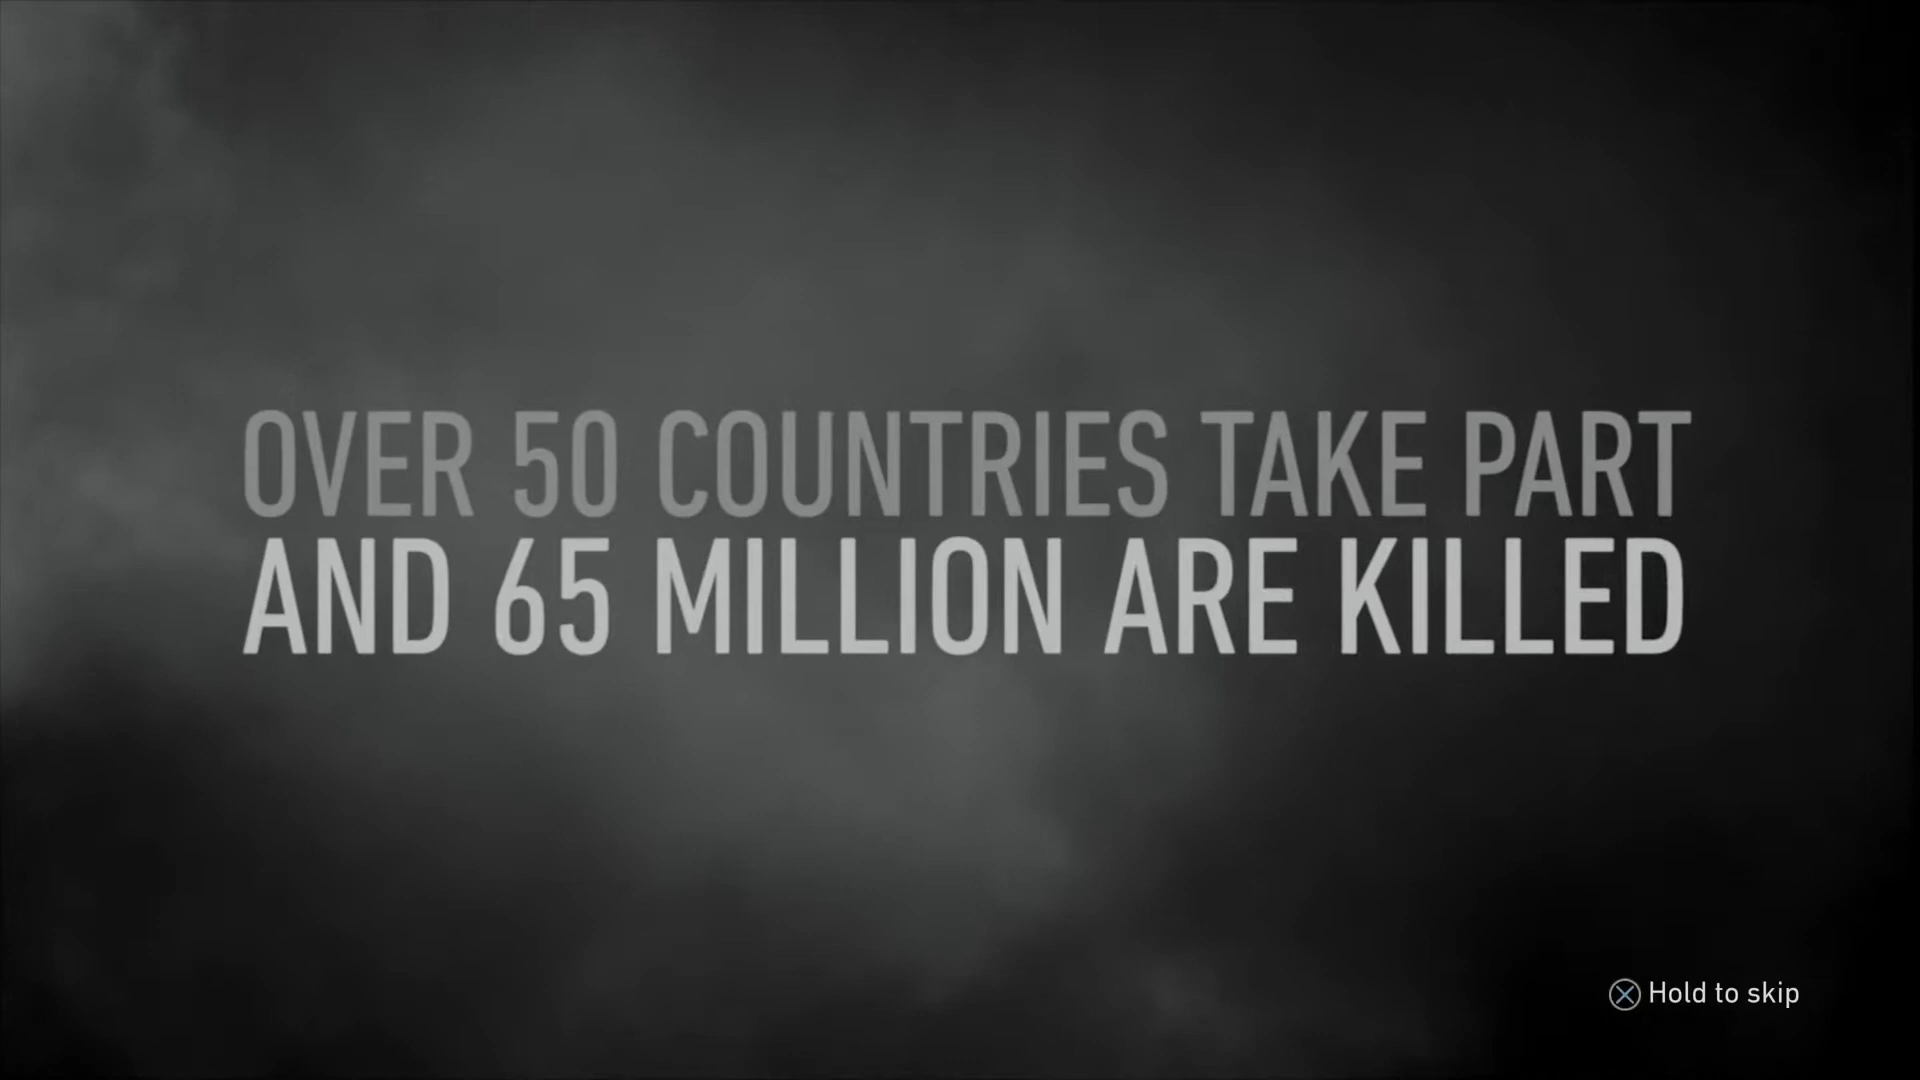 OVER 50 COUNTRIES TAKE PART
AND 65 MILLION ARE KILLED
Hold to skip